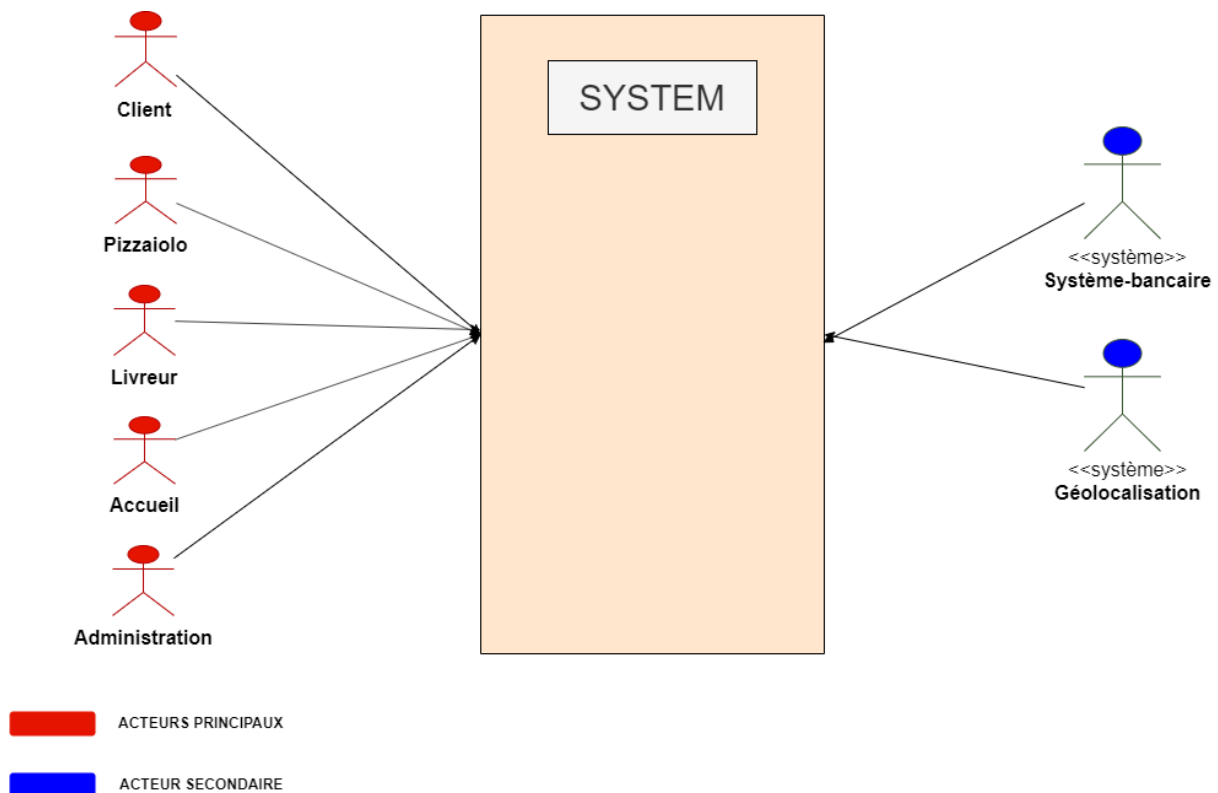 SYSTEM
Client
Pizzaiolo
Livreur
Accueil
Administration
<<système>>
Système-bancaire
<<système>>
Géolocalisation
ACTEURS PRINCIPAUX
ACTEUR SECONDAIRE